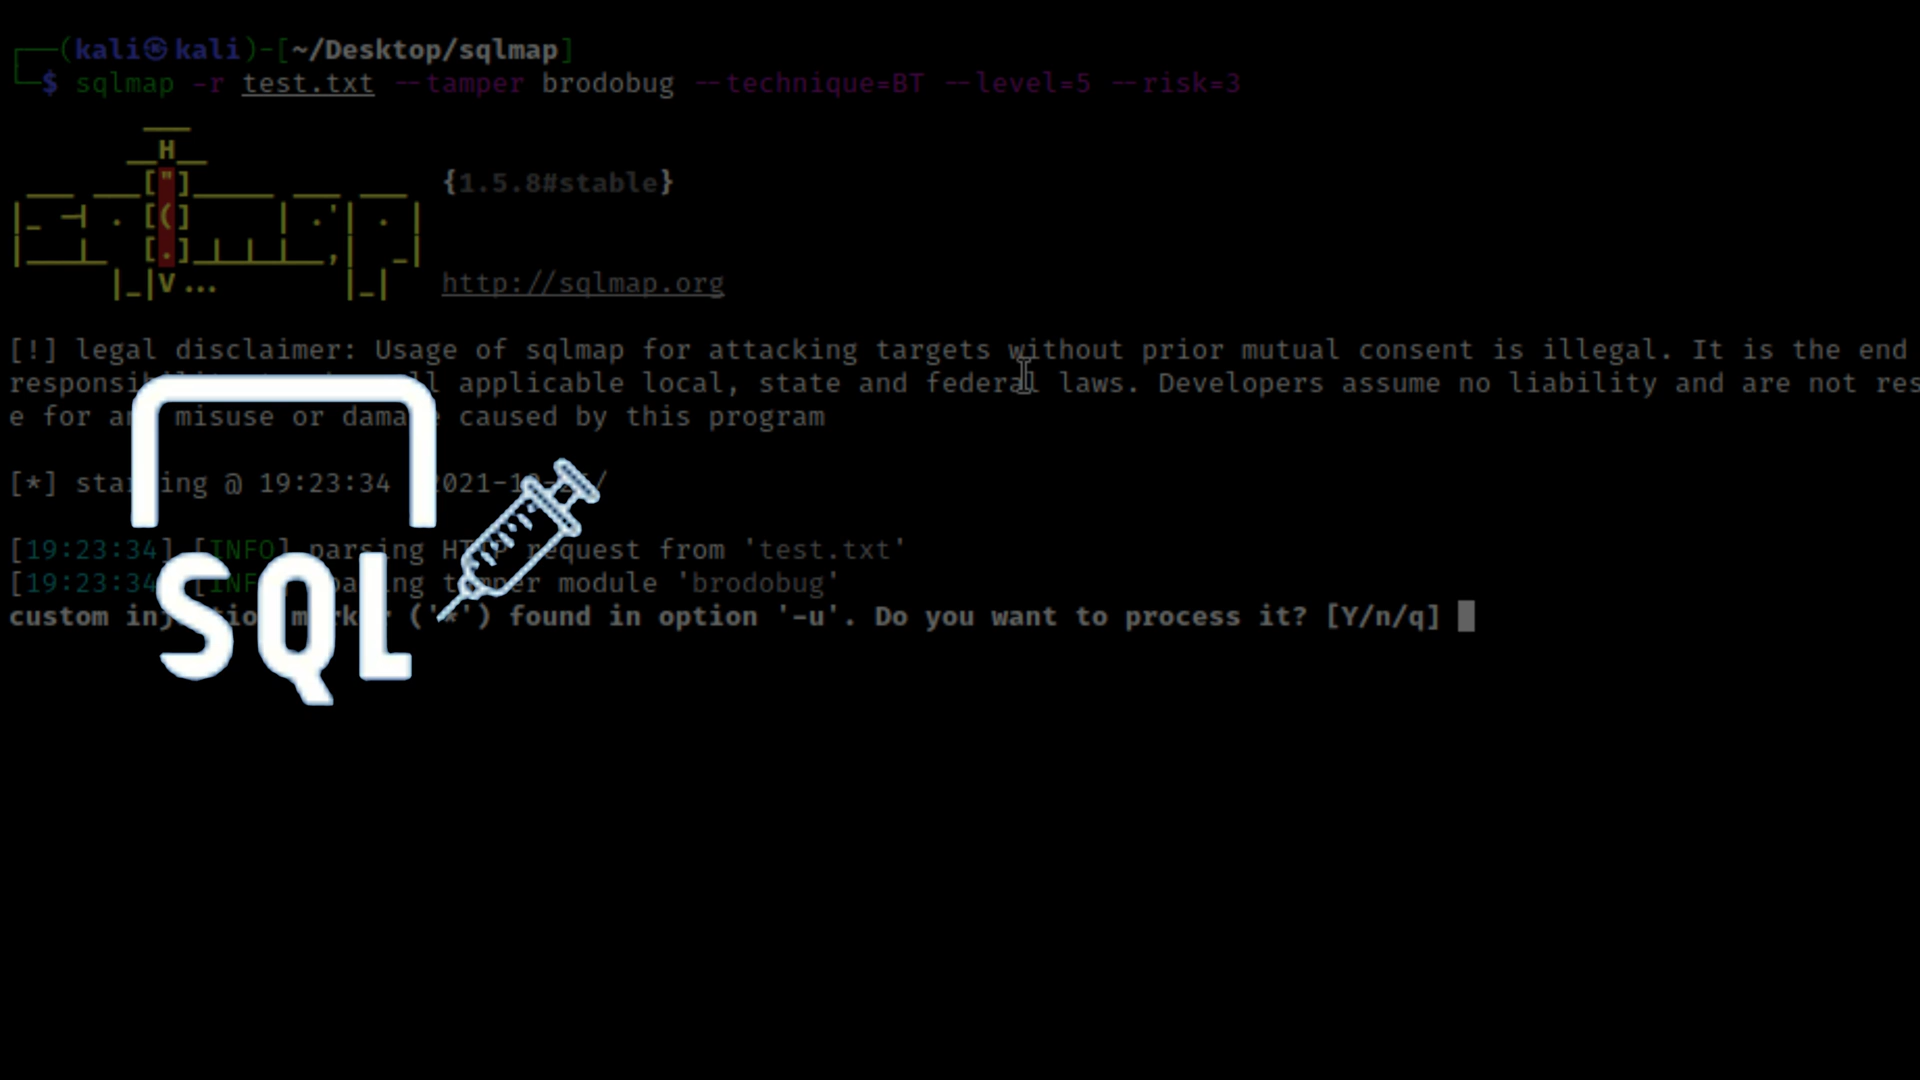 (kali㉿kali)-[~/Desktop/sqlmap]
$ sqlmap -r test.txt --tamper brodobug --technique=BT --level=5 --risk=3
{1.5.8#stable}
http://sqlmap.org
[!] legal disclaimer: Usage of sqlmap for attacking targets without prior mutual consent is illegal. It is the end
applicable local, state and federal laws. Developers assume no liability and are not res
e for misuse or caused by this program
[*] @ 19:23:34
[19:23:34] [INFO] parsing request from 'test.txt'
[19:23:34] tamper module 'brodobug'
custom ('*') found in option '-u'. Do you want to process it? [Y/n/q]
SQL